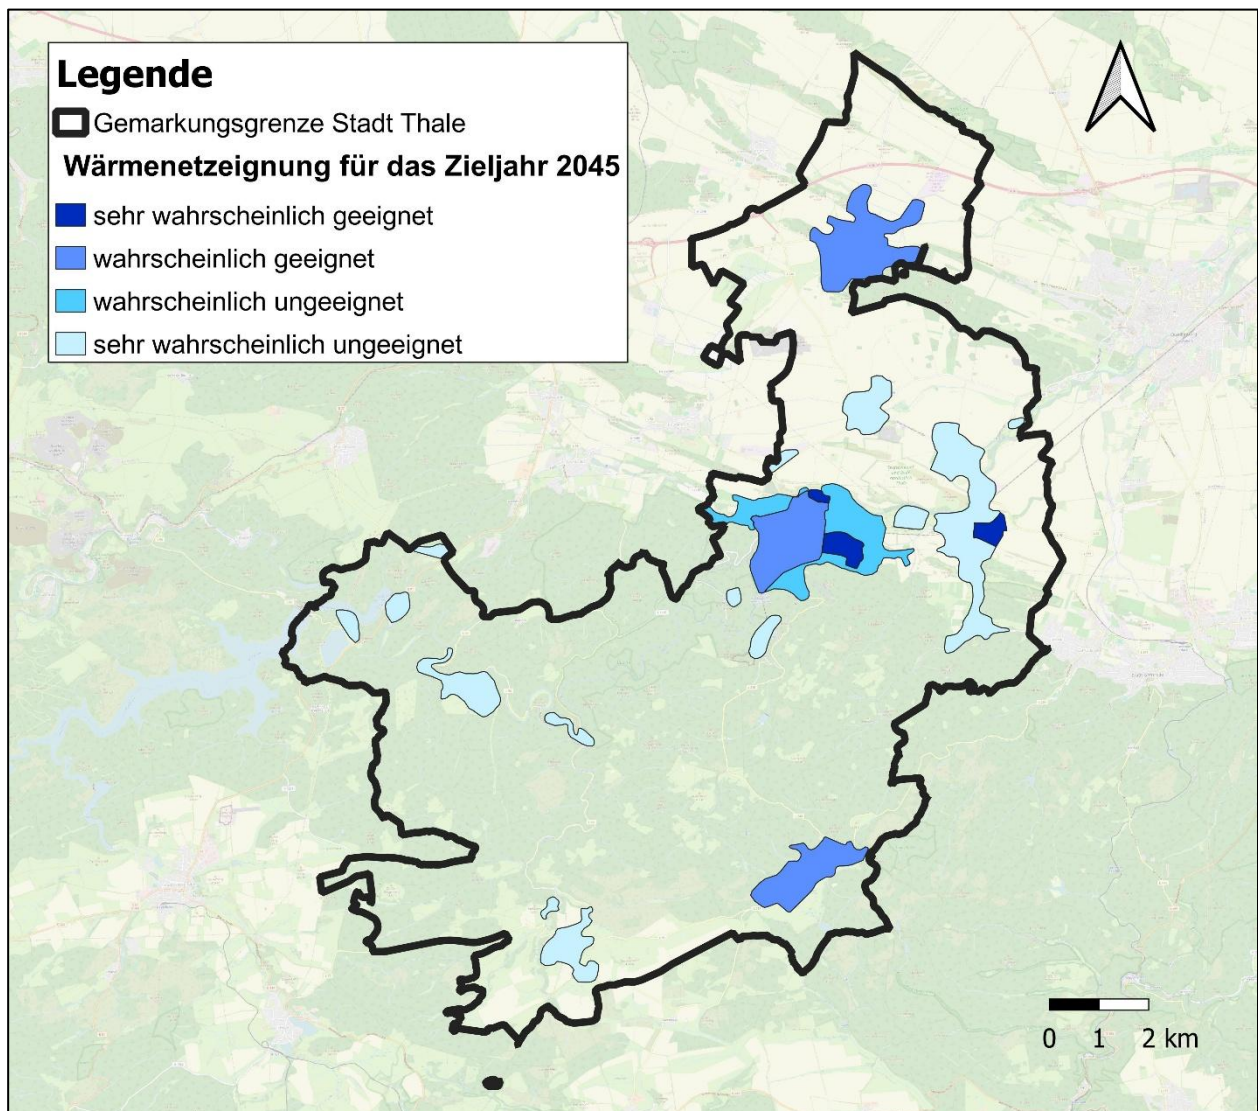 Legende
Gemarkungsgrenze Stadt Thale
Wärmenetzeignung für das Zieljahr 2045
sehr wahrscheinlich geeignet
wahrscheinlich geeignet
wahrscheinlich ungeeignet
sehr wahrscheinlich ungeeignet
0 1 2 km